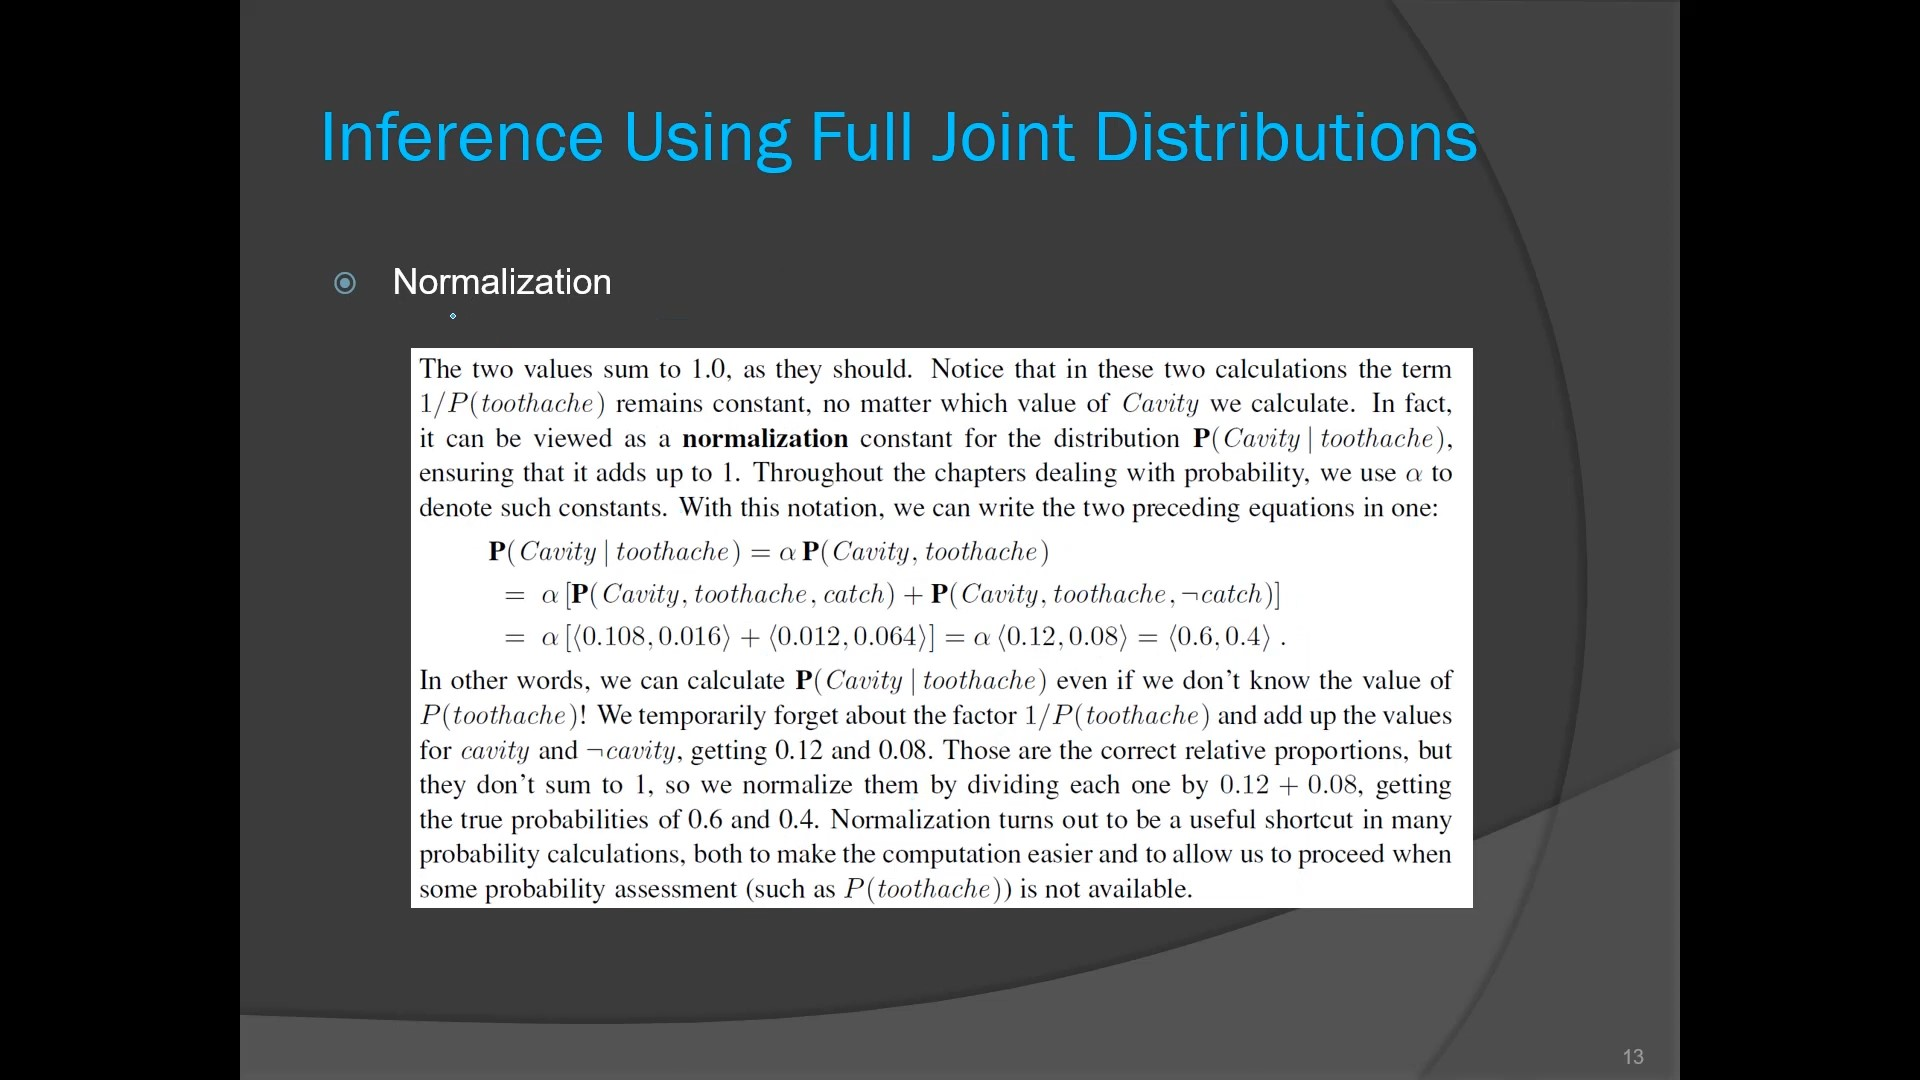 Inference Using Full Joint Distributions
Normalization
The two values sum to 1.0, as they should. Notice that in these two calculations the term
1/P(toothache) remains constant, no matter which value of Cavity we calculate. In fact,
it can be viewed as a normalization constant for the distribution P(Cavity | toothache),
ensuring that it adds up to 1. Throughout the chapters dealing with probability, we use α to
denote such constants. With this notation, we can write the two preceding equations in one:
P(Cavity | toothache) = α P(Cavity, toothache)
= α [P(Cavity, toothache, catch) + P(Cavity, toothache, ¬catch)]
= α [⟨0.108, 0.016⟩ + ⟨0.012, 0.064⟩] = α ⟨0.12, 0.08⟩ = ⟨0.6, 0.4⟩ .
In other words, we can calculate P(Cavity | toothache) even if we don't know the value of
P(toothache)! We temporarily forget about the factor 1/P(toothache) and add up the values
for cavity and ¬cavity, getting 0.12 and 0.08. Those are the correct relative proportions, but
they don't sum to 1, so we normalize them by dividing each one by 0.12 + 0.08, getting
the true probabilities of 0.6 and 0.4. Normalization turns out to be a useful shortcut in many
probability calculations, both to make the computation easier and to allow us to proceed when
some probability assessment (such as P(toothache)) is not available.
13